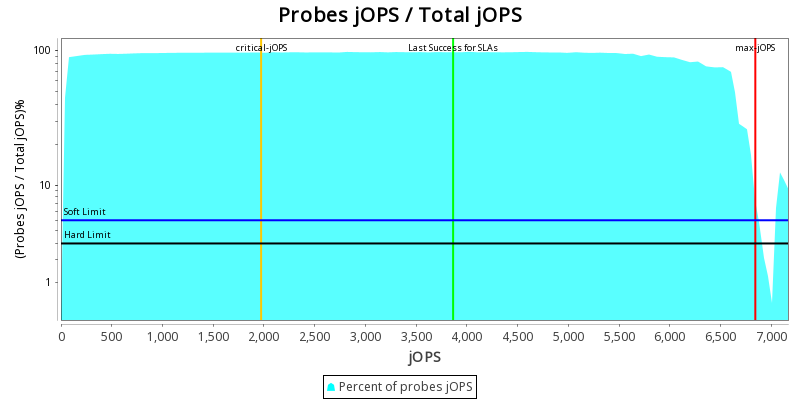 Probes jOPS / Total jOPS
(Probes jOPS / Total jOPS)%
100
10
1
critical-jOPS
Last Success for SLAs
max-jOPS
Soft Limit
Hard Limit
0 500 1,000 1,500 2,000 2,500 3,000 3,500 4,000 4,500 5,000 5,500 6,000 6,500 7,000
jOPS
Percent of probes jOPS